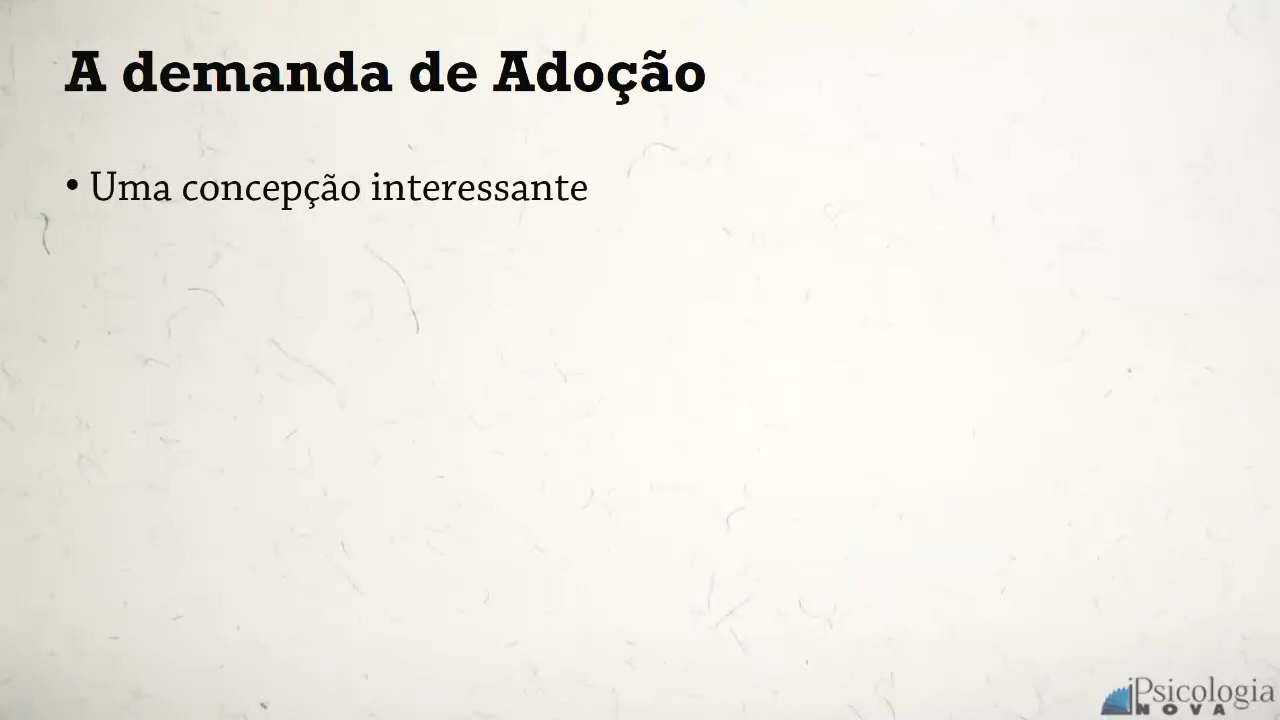 A demanda de Adoção
• Uma concepção interessante
Psicologia
NOVA